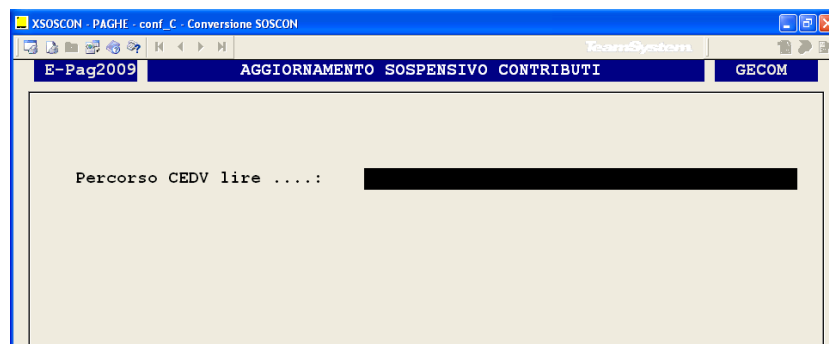 XSOSCON - PAGHE - conf_C - Conversione SOSCON
TeamSystem
E-Pag2009 AGGIORNAMENTO SOSPENSIVO CONTRIBUTI GECOM
Percorso CEDV lire ....: